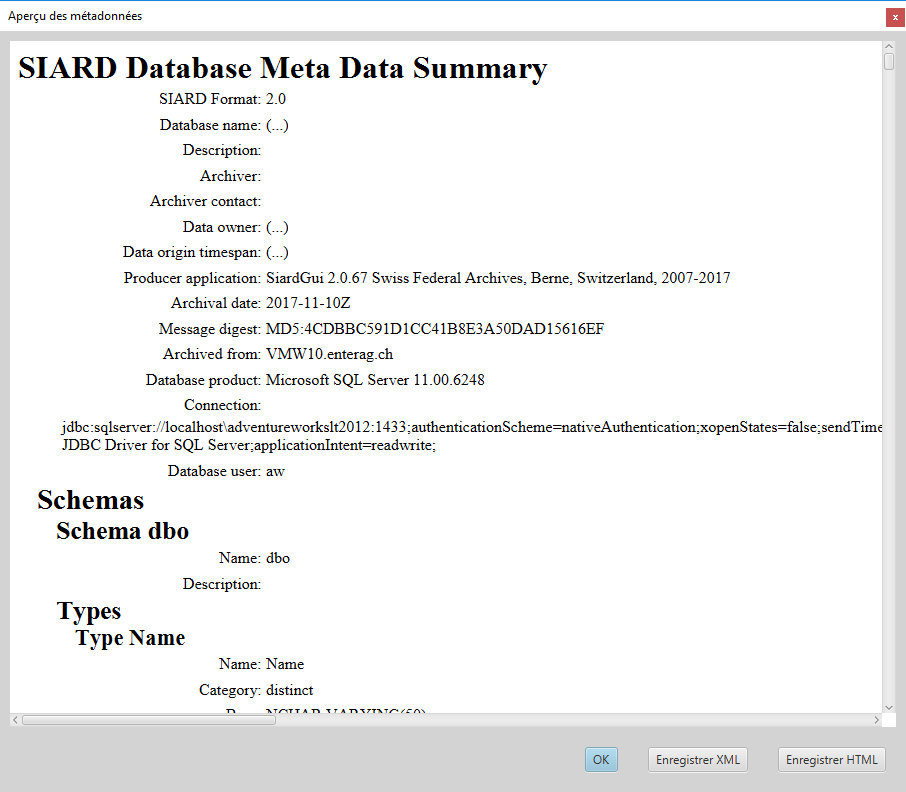 Aperçu des métadonnées
x
SIARD Database Meta Data Summary
SIARD Format: 2.0
Database name: (...)
Description:
Archiver:
Archiver contact:
Data owner: (...)
Data origin timespan: (...)
Producer application: SiardGui 2.0.67 Swiss Federal Archives, Berne, Switzerland, 2007-2017
Archival date: 2017-11-10Z
Message digest: MD5:4CDBBC591D1CC41B8E3A50DAD15616EF
Archived from: VMW10.enterag.ch
Database product: Microsoft SQL Server 11.00.6248
Connection:
jdbc:sqlserver://localhost\adventureworkslt2012:1433;authenticationScheme=nativeAuthentication;xopenStates=false;sendTime
JDBC Driver for SQL Server;applicationIntent=readwrite;
Database user: aw
Schemas
Schema dbo
Name: dbo
Description:
Types
Type Name
Name: Name
Category: distinct
NCHAR VARYING(50)
OK
Enregistrer XML
Enregistrer HTML